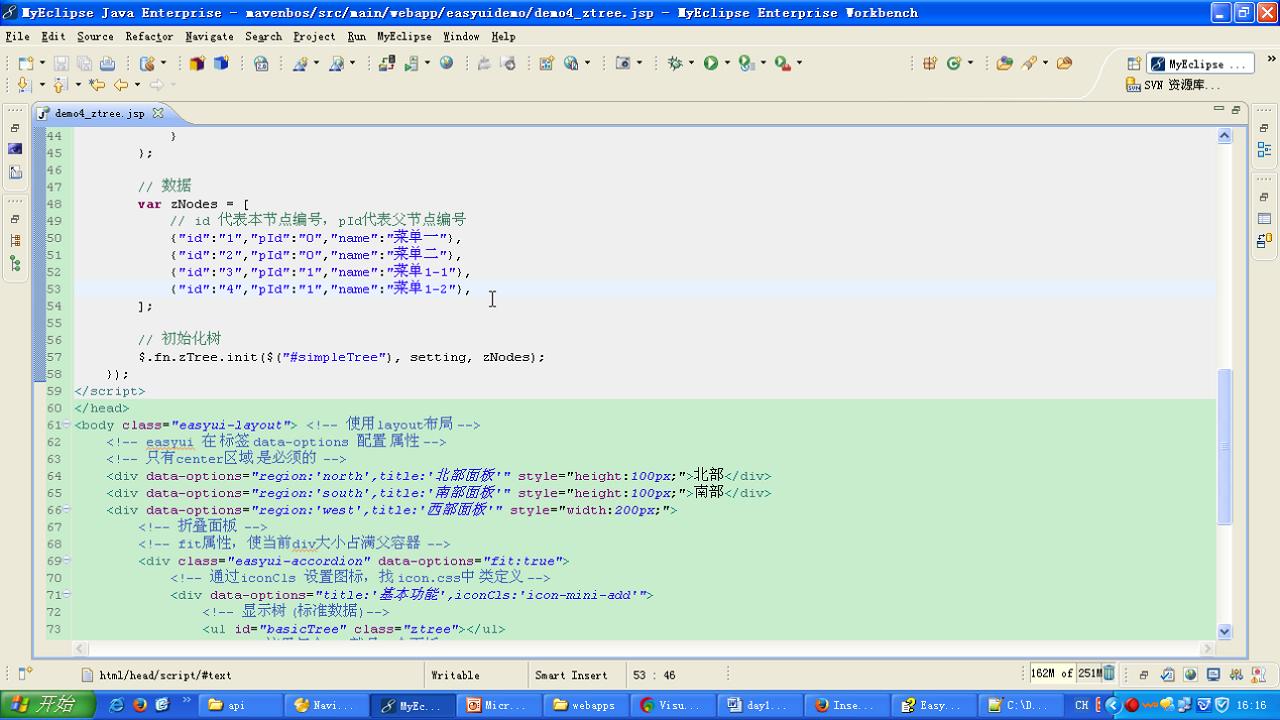 MyEclipse Java Enterprise - mavenbos/src/main/webapp/easyuidemo/demo4_ztree.jsp - MyEclipse Enterprise Workbench
File Edit Source Refactor Navigate Search Project Run MyEclipse Window Help
MyEclipse ...
SVN 资源库...
demo4_ztree.jsp
44 }
45 };
46
47 // 数据
48 var zNodes = [
49 // id 代表本节点编号，pId代表父节点编号
50 {"id":"1","pId":"0","name":"菜单一"},
51 {"id":"2","pId":"0","name":"菜单二"},
52 {"id":"3","pId":"1","name":"菜单1-1"},
53 {"id":"4","pId":"1","name":"菜单1-2"},
54 ];
55
56 // 初始化树
57 $.fn.zTree.init($("#simpleTree"), setting, zNodes);
58 });
59 </script>
60 </head>
61 <body class="easyui-layout"> <!-- 使用layout布局 -->
62 <!-- easyui 在标签 data-options 配置属性 -->
63 <!-- 只有center区域 是必须的 -->
64 <div data-options="region:'north',title:'北部面板'" style="height:100px;">北部</div>
65 <div data-options="region:'south',title:'南部面板'" style="height:100px;">南部</div>
66 <div data-options="region:'west',title:'西部面板'" style="width:200px;">
67 <!-- 折叠面板 -->
68 <!-- fit属性，使当前div大小占满父容器 -->
69 <div class="easyui-accordion" data-options="fit:true">
70 <!-- 通过iconCls 设置图标，找 icon.css中 类定义 -->
71 <div data-options="title:'基本功能',iconCls:'icon-mini-add'">
72 <!-- 显示树 (标准数据) -->
73 <ul id="basicTree" class="ztree"></ul>
html/head/script/#text Writable Smart Insert 53 : 46 162M of 251M
开始 api Navi... MyEc... Micr... webapps Visu... day1... Inse... Easy... C:\D... CH 16:16